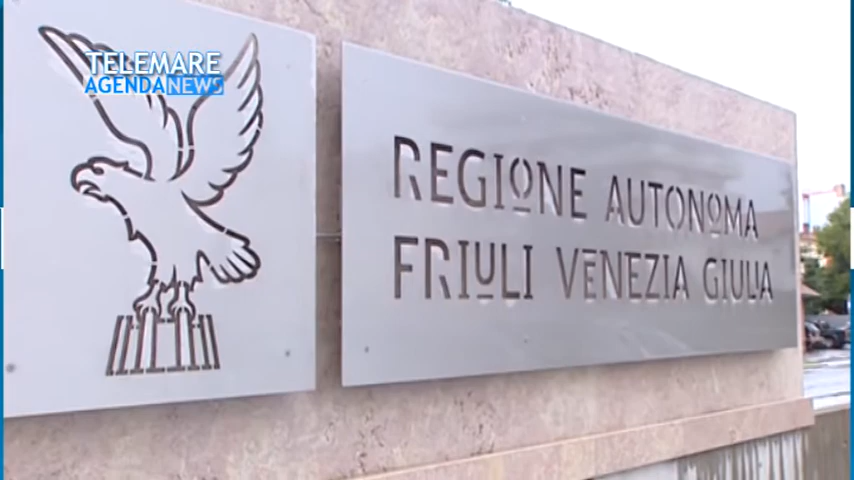 TELEMARE
AGENDANEWS
REGIONE AUTONOMA
FRIULI VENEZIA GIULIA